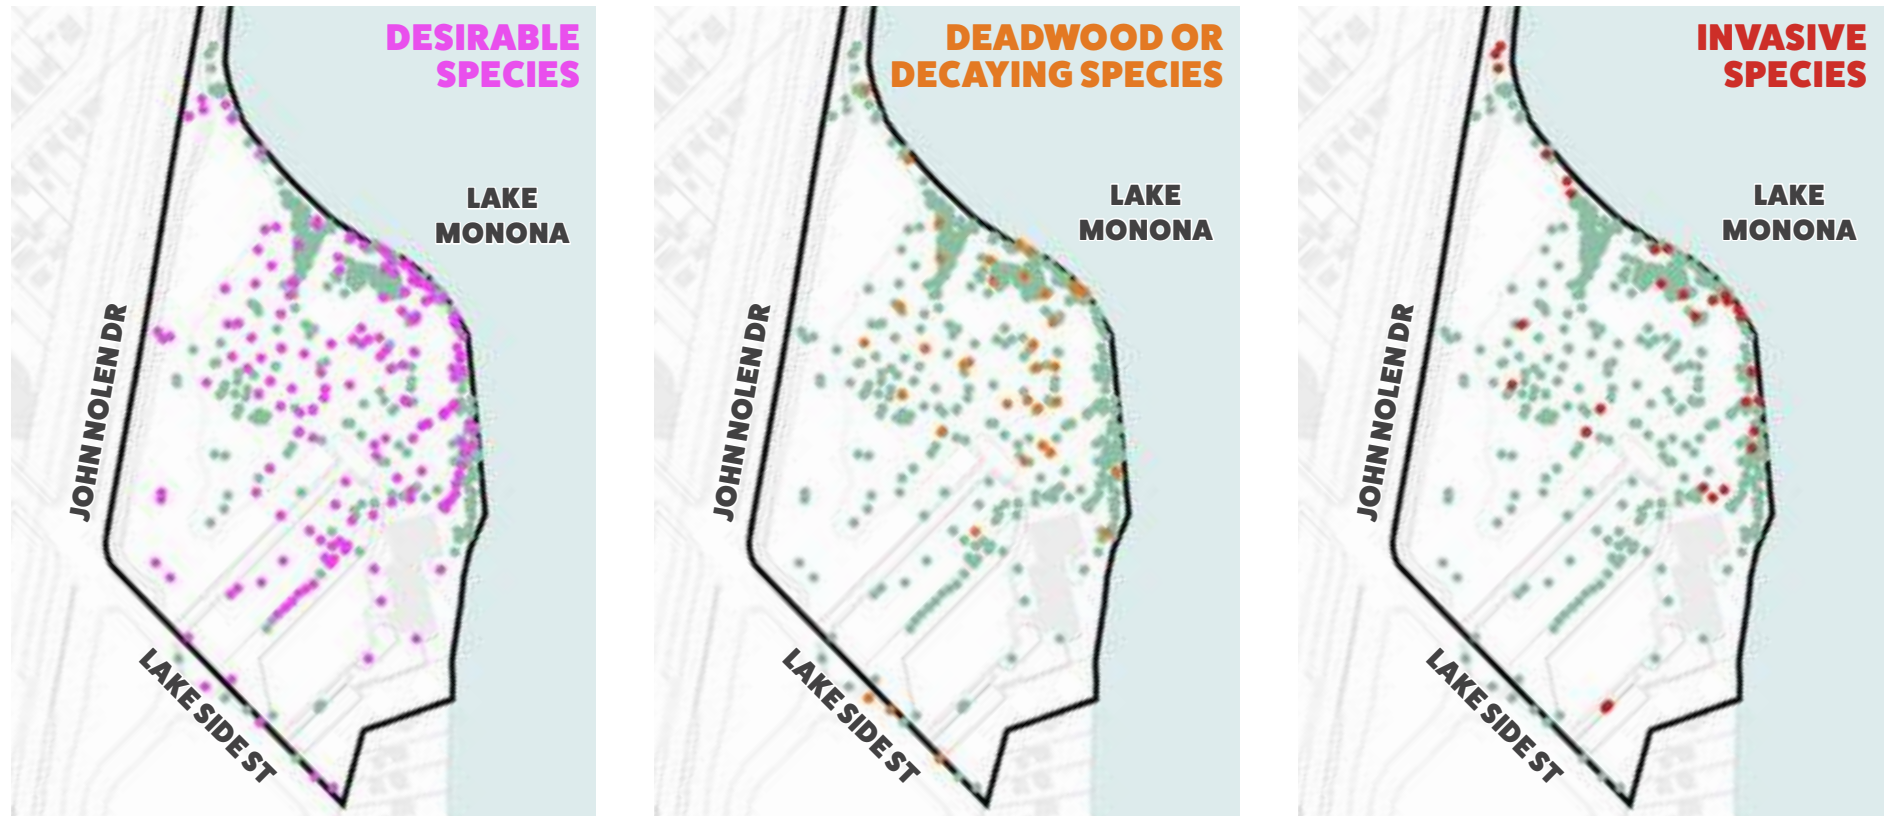 DESIRABLE
SPECIES
LAKE
MONONA
JOHN NOLEN DR
LAKE SIDE ST
DEADWOOD OR
DECAYING SPECIES
LAKE
MONONA
JOHN NOLEN DR
LAKE SIDE ST
INVASIVE
SPECIES
LAKE
MONONA
JOHN NOLEN DR
LAKE SIDE ST